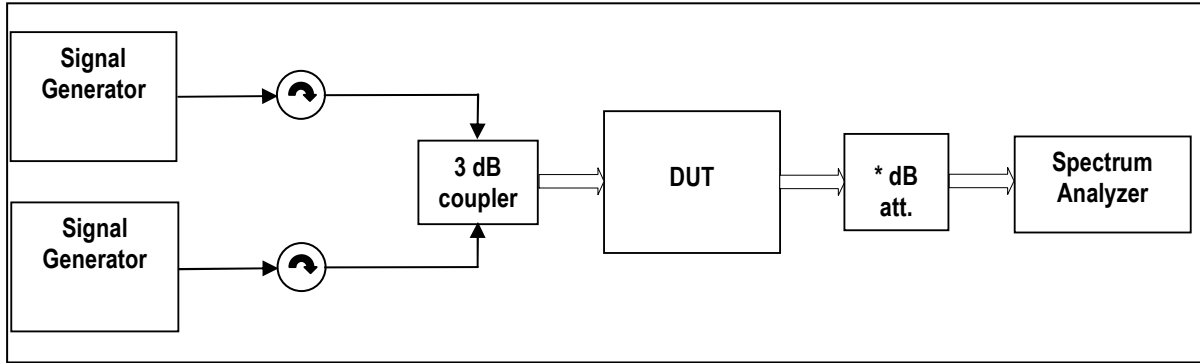 Signal
Generator
3 dB
coupler
DUT
* dB
att.
Spectrum
Analyzer
Signal
Generator